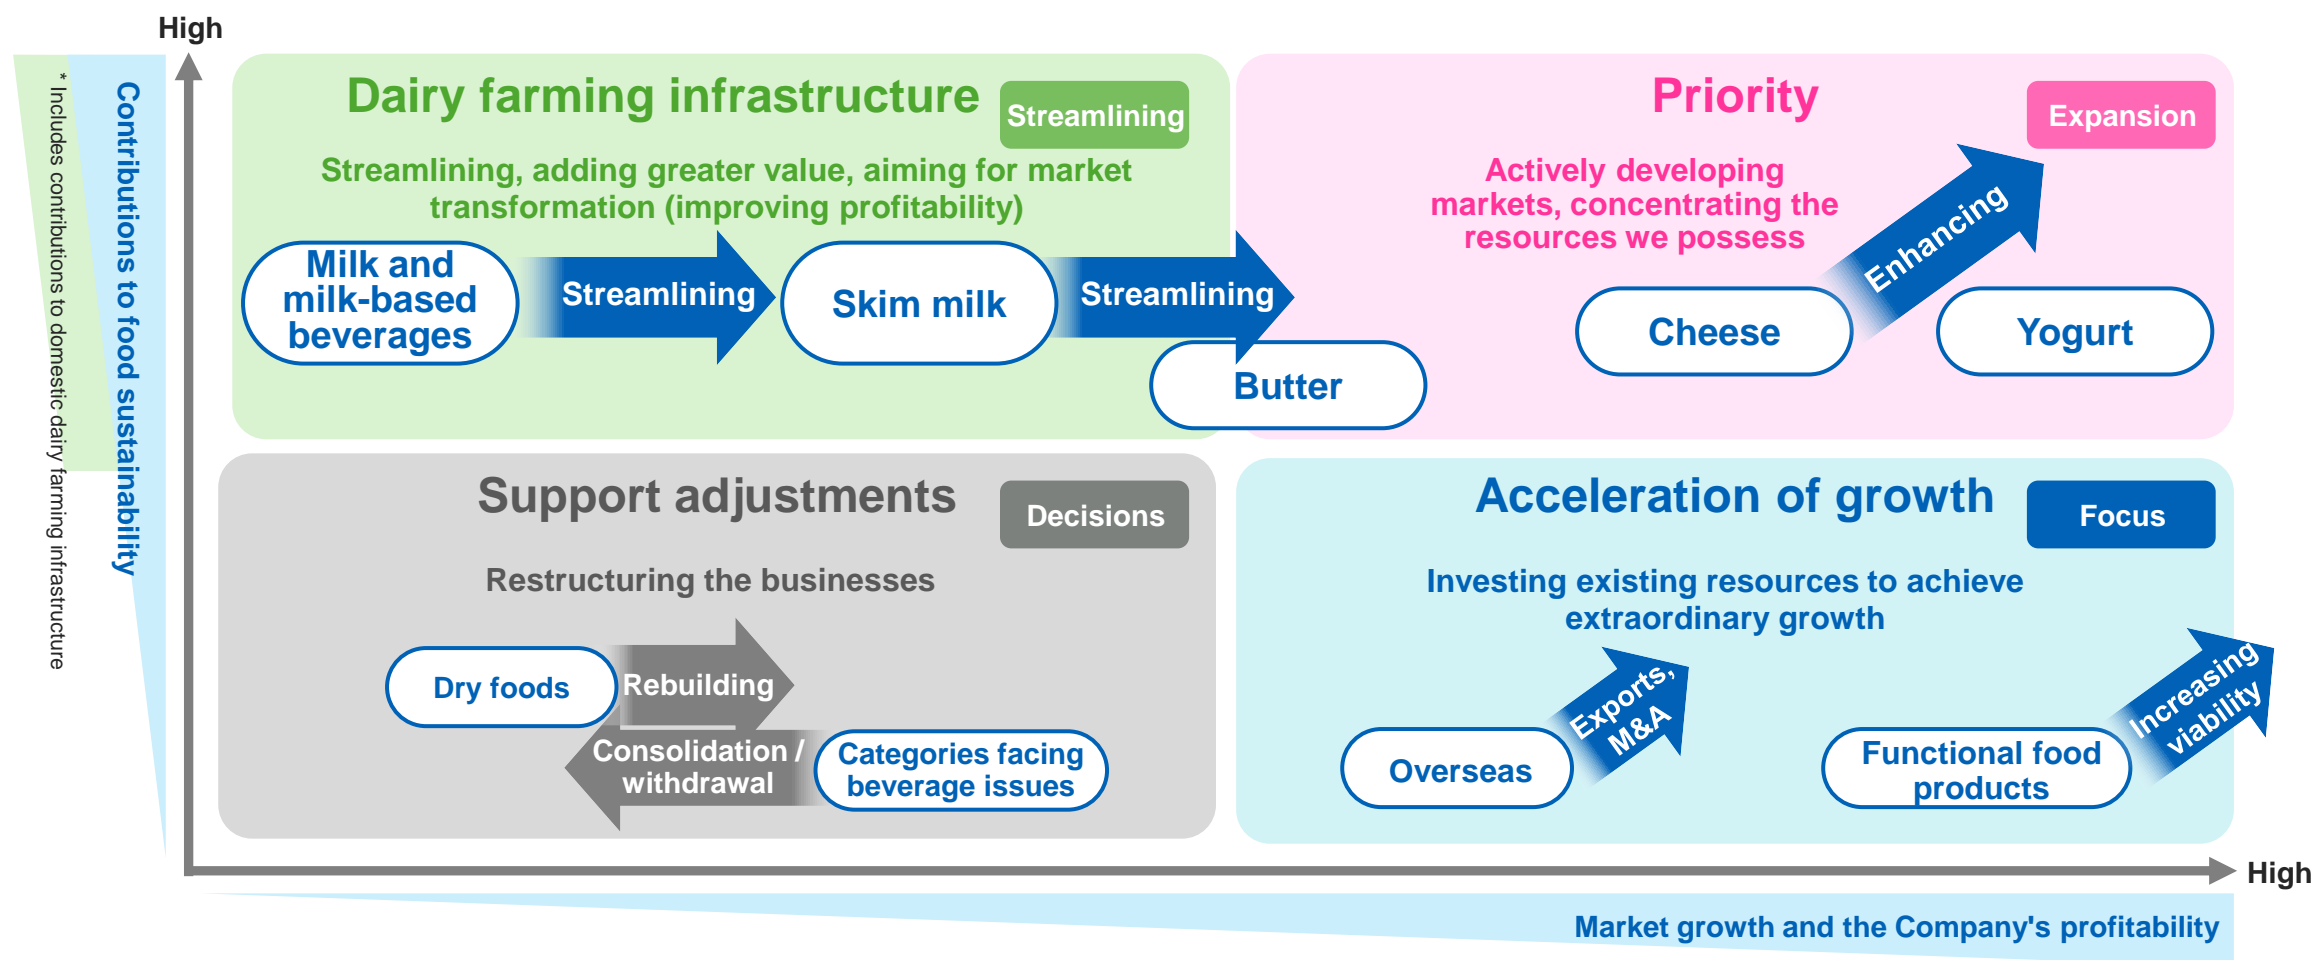 High
Contributions to food sustainability
* Includes contributions to domestic dairy farming infrastructure
Dairy farming infrastructure
Streamlining
Streamlining, adding greater value, aiming for market
transformation (improving profitability)
Milk and
milk-based
beverages
Streamlining
Skim milk
Streamlining
Butter
Priority
Expansion
Actively developing
markets, concentrating the
resources we possess
Cheese
Enhancing
Yogurt
Support adjustments
Decisions
Restructuring the businesses
Dry foods
Rebuilding
Consolidation /
withdrawal
Categories facing
beverage issues
Acceleration of growth
Focus
Investing existing resources to achieve
extraordinary growth
Overseas
Exports,
M&A
Functional food
products
Increasing
viability
High
Market growth and the Company's profitability